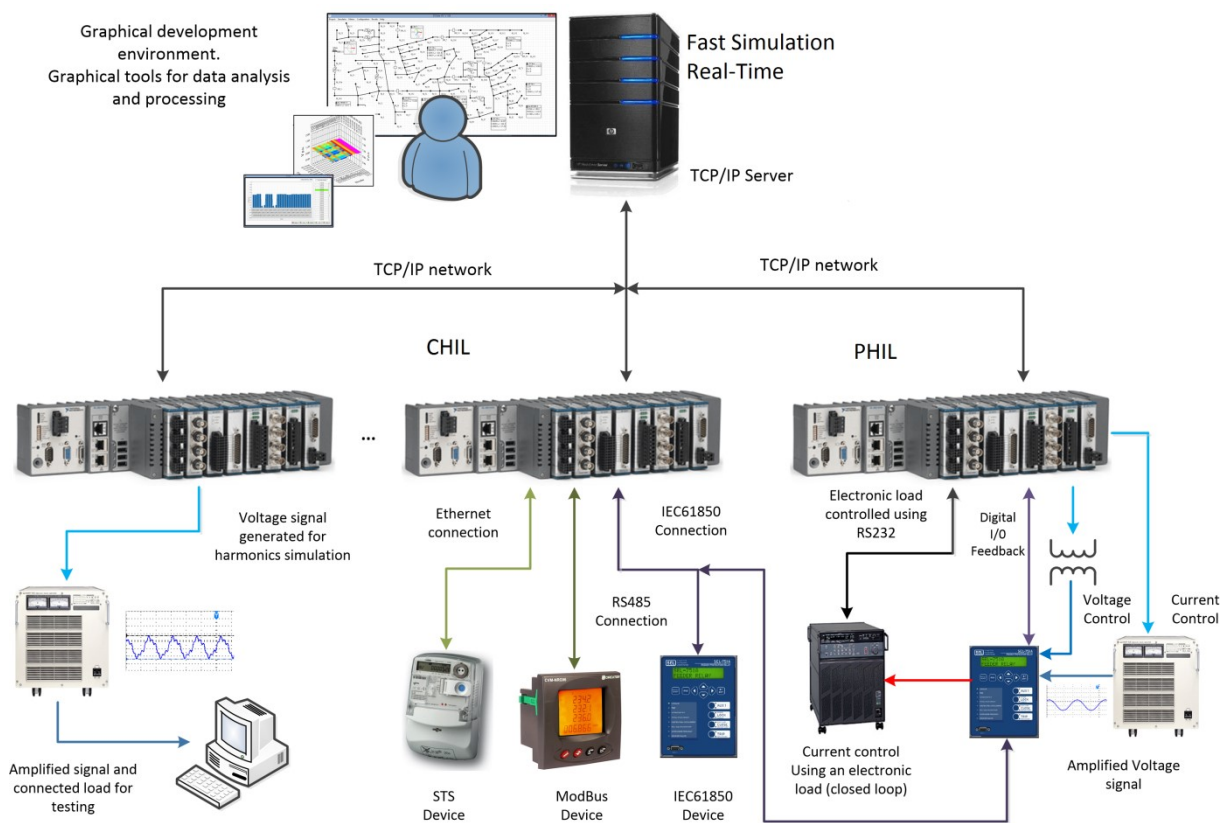 Graphical development
environment.
Graphical tools for data analysis
and processing
Fast Simulation
Real-Time
TCP/IP Server
TCP/IP network
TCP/IP network
CHIL
PHIL
...
Voltage signal
generated for
harmonics simulation
Ethernet
connection
IEC61850
Connection
Electronic load
controlled using
RS232
Digital
I/0
Feedback
RS485
Connection
Voltage
Control
Current
Control
Amplified signal and
connected load for
testing
STS
Device
ModBus
Device
IEC61850
Device
Current control
Using an electronic
load (closed loop)
Amplified Voltage
signal